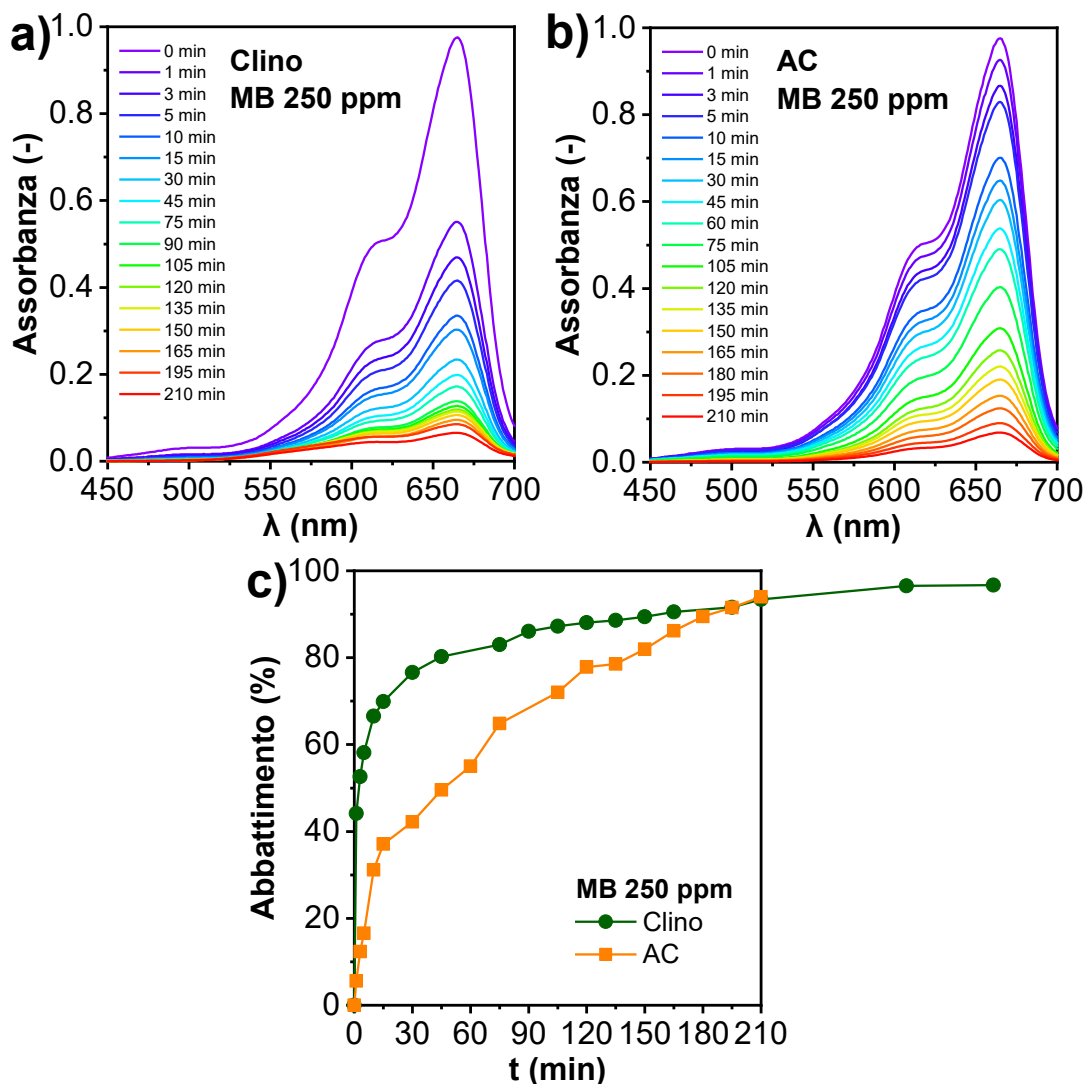 a)
Clino
MB 250 ppm
0 min
1 min
3 min
5 min
10 min
15 min
30 min
45 min
75 min
90 min
105 min
120 min
135 min
150 min
165 min
195 min
210 min
Assorbanza (-)
1.0
0.8
0.6
0.4
0.2
0.0
450 500 550 600 650 700
λ (nm)
b)
AC
MB 250 ppm
0 min
1 min
3 min
5 min
10 min
15 min
30 min
45 min
60 min
75 min
105 min
120 min
135 min
150 min
165 min
180 min
195 min
210 min
Assorbanza (-)
1.0
0.8
0.6
0.4
0.2
0.0
450 500 550 600 650 700
λ (nm)
c)
Abbattimento (%)
100
80
60
40
20
0
MB 250 ppm
Clino
AC
0 30 60 90 120 150 180 210
t (min)